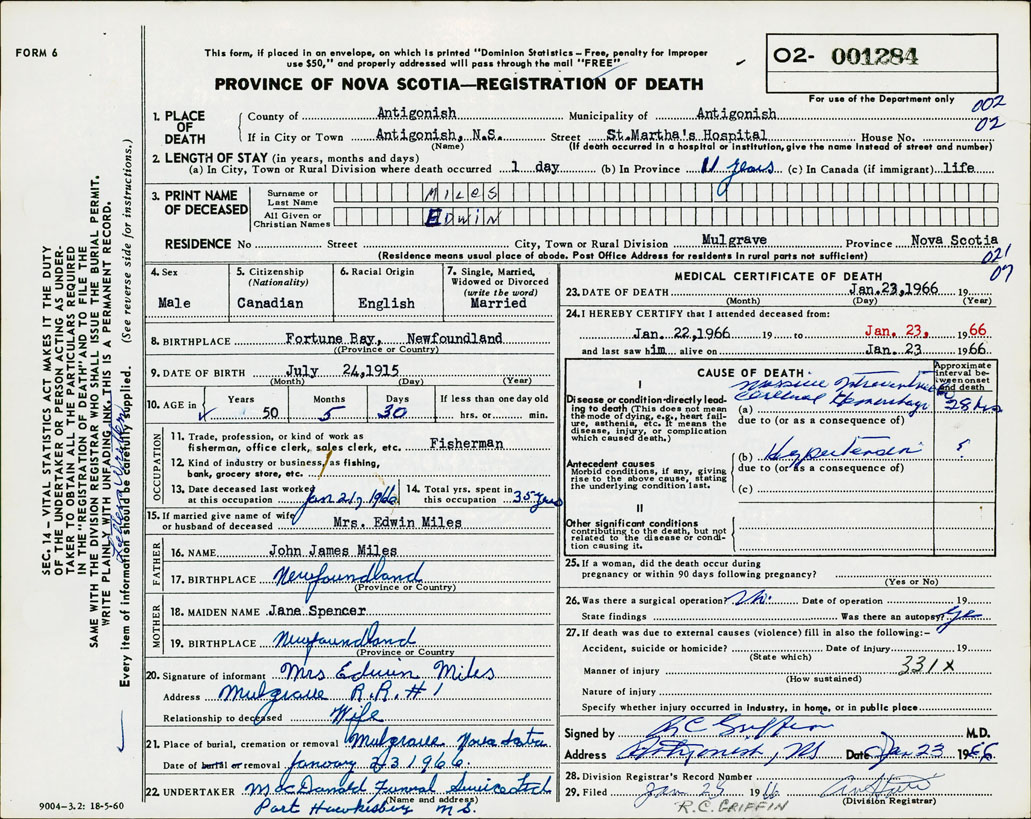 FORM 6
This form, if placed in an envelope, on which is printed "Dominion Statistics – Free, penalty for improper
use $50," and properly addressed will pass through the mail "FREE"
PROVINCE OF NOVA SCOTIA—REGISTRATION OF DEATH
02- 001284
For use of the Department only
002
02
SEC. 14 – VITAL STATISTICS ACT MAKES IT THE DUTY
OF THE UNDERTAKER OR PERSON ACTING AS UNDER-
TAKER TO OBTAIN ALL THE PARTICULARS REQUIRED
IN THE "REGISTRATION OF DEATH" AND TO FILE THE
SAME WITH THE DIVISION REGISTRAR WHO SHALL ISSUE THE BURIAL PERMIT.
WRITE PLAINLY WITH UNFADING INK. THIS IS A PERMANENT RECORD.
Every item of information should be carefully supplied. (See reverse side for instructions.)
1. PLACE OF DEATH
County of Antigonish Municipality of Antigonish
If in City or Town Antigonish, N.S. Street St.Martha's Hospital House No.
(Name) (If death occurred in a hospital or institution, give the name instead of street and number)
2. LENGTH OF STAY (in years, months and days)
(a) In City, Town or Rural Division where death occurred 1 day (b) In Province 11 years (c) In Canada (if immigrant) life
3. PRINT NAME OF DECEASED
Surname or Last Name MILES
All Given or Christian Names EDWIN
RESIDENCE No Street City, Town or Rural Division Mulgrave Province Nova Scotia
(Residence means usual place of abode. Post Office Address for residents in rural parts not sufficient)
021
07
4. Sex Male
5. Citizenship (Nationality) Canadian
6. Racial Origin English
7. Single, Married, Widowed or Divorced (write the word) Married
8. BIRTHPLACE Fortune Bay, Newfoundland
(Province or Country)
9. DATE OF BIRTH July 24,1915
(Month) (Day) (Year)
10. AGE in Years 50 Months 5 Days 30 If less than one day old hrs. or min.
OCCUPATION
11. Trade, profession, or kind of work as
fisherman, office clerk, sales clerk, etc. Fisherman
12. Kind of industry or business, as fishing,
bank, grocery store, etc.
13. Date deceased last worked at this occupation Jan 21, 1966
14. Total yrs. spent in this occupation 35 years
15. If married give name of wife or husband of deceased Mrs. Edwin Miles
FATHER
16. NAME John James Miles
17. BIRTHPLACE Newfoundland
(Province or Country)
MOTHER
18. MAIDEN NAME Jane Spencer
19. BIRTHPLACE Newfoundland
(Province or Country
20. Signature of informant Mrs Edwin Miles
Address Mulgrave R.R. #1
Relationship to deceased Wife
21. Place of burial, cremation or removal Mulgrave Nova Scotia
Date of burial or removal January 23 1966.
22. UNDERTAKER McDonald Funeral Service Ltd
(Name and address)
Port Hawkesbury N.S.
9004-3.2: 18-5-60
MEDICAL CERTIFICATE OF DEATH
23. DATE OF DEATH Jan.23,1966 19
(Month) (Day) (Year)
24. I HEREBY CERTIFY that I attended deceased from:
Jan. 22,1966 19 to Jan. 23, 1966
and last saw him alive on Jan. 23 1966.
CAUSE OF DEATH
Approximate interval between onset and death
I
Disease or condition directly leading to death (This does not mean the mode of dying, e.g., heart failure, asthenia, etc. It means the disease, injury, or complication which caused death.)
(a) Massive Intraventricular Cerebral Hemorrhage 28 hrs
due to (or as a consequence of)
Antecedent causes
Morbid conditions, if any, giving rise to the above cause, stating the underlying condition last.
(b) Hypertension ?
due to (or as a consequence of)
(c)
II
Other significant conditions contributing to the death, but not related to the disease or condition causing it.
25. If a woman, did the death occur during
pregnancy or within 90 days following pregnancy?
(Yes or No)
26. Was there a surgical operation? No. Date of operation 19
State findings Was there an autopsy? Yes
27. If death was due to external causes (violence) fill in also the following:–
Accident, suicide or homicide? Date of injury 19
(State which)
Manner of injury 331X
(How sustained)
Nature of injury
Specify whether injury occurred in industry, in home, or in public place
Signed by R C Griffin M.D.
Address Antigonish, NS Date Jan 23 1966
28. Division Registrar's Record Number
29. Filed Jan 25 1966
(Division Registrar)
R.C. GRIFFIN